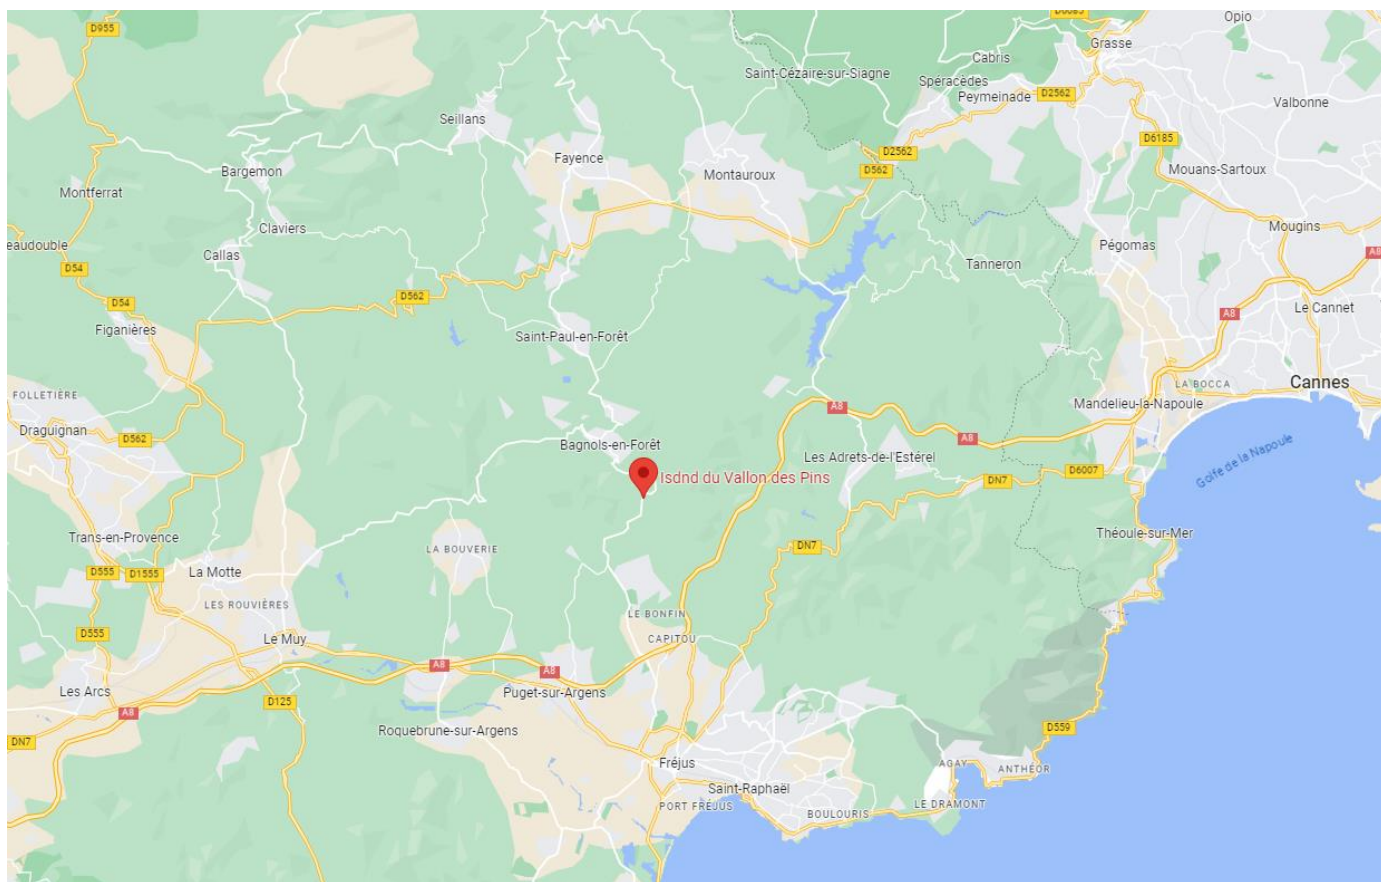 D6085
Opio
D955
Grasse
Cabris
Saint-Cézaire-sur-Siagne
Spéracèdes
D2562
Peymeinade
Valbonne
Seillans
D6185
D2562
Fayence
D562
Bargemon
Montauroux
Mouans-Sartoux
Montferrat
Claviers
Mougins
eaudouble
Pégomas
Callas
A8
Tanneron
D54
D562
D54
Le Cannet
A8
Figanières
Saint-Paul-en-Forêt
LA BOCCA
Cannes
FOLLETIÈRE
Mandelieu-la-Napoule
A8
Draguignan
D562
A8
Bagnols-en-Forêt
Les Adrets-de-l'Estérel
Golfe de la Napoule
D6007
Isdnd du Vallon des Pins
DN7
Théoule-sur-Mer
Trans-en-Provence
LA BOUVERIE
DN7
D555
D1555
La Motte
LES ROUVIÈRES
LE BONFIN
D555
Le Muy
CAPITOU
A8
A8
Les Arcs
Puget-sur-Argens
D125
A8
D559
Roquebrune-sur-Argens
DN7
Fréjus
AGAY
ANTHÉOR
Saint-Raphaël
PORT FRÉJUS
LE DRAMONT
BOULOURIS